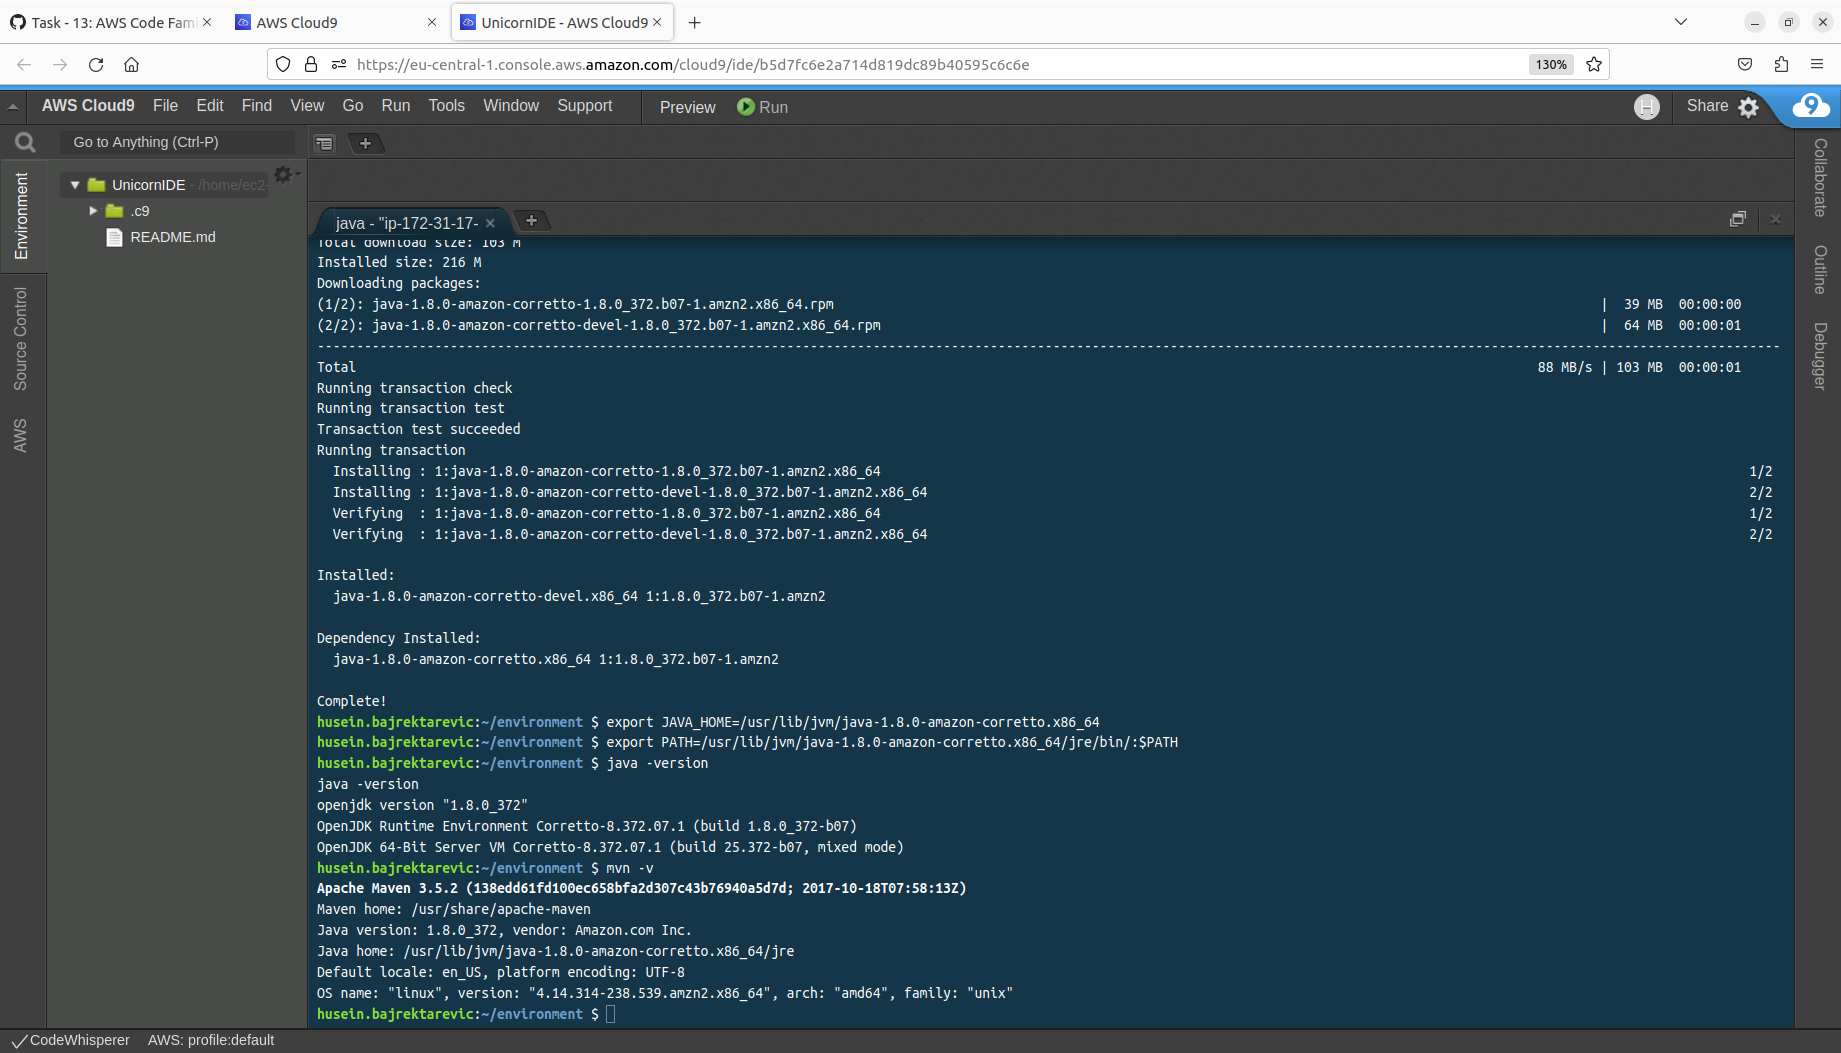 Task - 13: AWS Code Fami
AWS Cloud9
UnicornIDE - AWS Cloud9
https://eu-central-1.console.aws.amazon.com/cloud9/ide/b5d7fc6e2a714d819dc89b40595c6c6e
130%
AWS Cloud9 File Edit Find View Go Run Tools Window Support Preview Run H Share 9
Go to Anything (Ctrl-P)
Environment
Source Control
AWS
UnicornIDE - /home/ec2-
.c9
README.md
java - "ip-172-31-17-
Total download size: 103 M
Installed size: 216 M
Downloading packages:
(1/2): java-1.8.0-amazon-corretto-1.8.0_372.b07-1.amzn2.x86_64.rpm | 39 MB 00:00:00
(2/2): java-1.8.0-amazon-corretto-devel-1.8.0_372.b07-1.amzn2.x86_64.rpm | 64 MB 00:00:01
Total 88 MB/s | 103 MB 00:00:01
Running transaction check
Running transaction test
Transaction test succeeded
Running transaction
Installing : 1:java-1.8.0-amazon-corretto-1.8.0_372.b07-1.amzn2.x86_64 1/2
Installing : 1:java-1.8.0-amazon-corretto-devel-1.8.0_372.b07-1.amzn2.x86_64 2/2
Verifying : 1:java-1.8.0-amazon-corretto-1.8.0_372.b07-1.amzn2.x86_64 1/2
Verifying : 1:java-1.8.0-amazon-corretto-devel-1.8.0_372.b07-1.amzn2.x86_64 2/2
Installed:
java-1.8.0-amazon-corretto-devel.x86_64 1:1.8.0_372.b07-1.amzn2
Dependency Installed:
java-1.8.0-amazon-corretto.x86_64 1:1.8.0_372.b07-1.amzn2
Complete!
husein.bajrektarevic:~/environment $ export JAVA_HOME=/usr/lib/jvm/java-1.8.0-amazon-corretto.x86_64
husein.bajrektarevic:~/environment $ export PATH=/usr/lib/jvm/java-1.8.0-amazon-corretto.x86_64/jre/bin/:$PATH
husein.bajrektarevic:~/environment $ java -version
java -version
openjdk version "1.8.0_372"
OpenJDK Runtime Environment Corretto-8.372.07.1 (build 1.8.0_372-b07)
OpenJDK 64-Bit Server VM Corretto-8.372.07.1 (build 25.372-b07, mixed mode)
husein.bajrektarevic:~/environment $ mvn -v
Apache Maven 3.5.2 (138edd61fd100ec658bfa2d307c43b76940a5d7d; 2017-10-18T07:58:13Z)
Maven home: /usr/share/apache-maven
Java version: 1.8.0_372, vendor: Amazon.com Inc.
Java home: /usr/lib/jvm/java-1.8.0-amazon-corretto.x86_64/jre
Default locale: en_US, platform encoding: UTF-8
OS name: "linux", version: "4.14.314-238.539.amzn2.x86_64", arch: "amd64", family: "unix"
husein.bajrektarevic:~/environment $
Collaborate
Outline
Debugger
CodeWhisperer AWS: profile:default